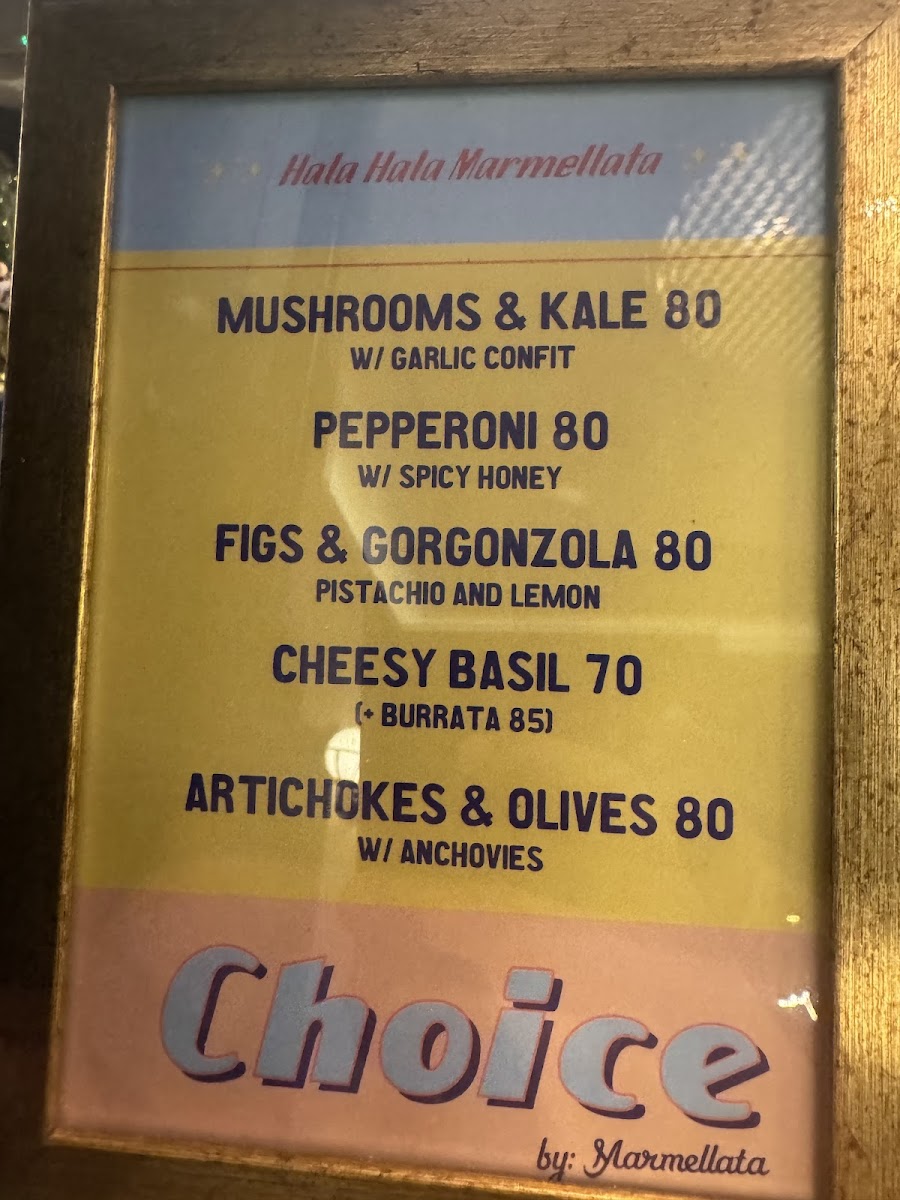 Hala Hala Marmellata
MUSHROOMS & KALE 80
W/ GARLIC CONFIT
PEPPERONI 80
W/ SPICY HONEY
FIGS & GORGONZOLA 80
PISTACHIO AND LEMON
CHEESY BASIL 70
(+ BURRATA 85)
ARTICHOKES & OLIVES 80
W/ ANCHOVIES
Choice
by: Marmellata